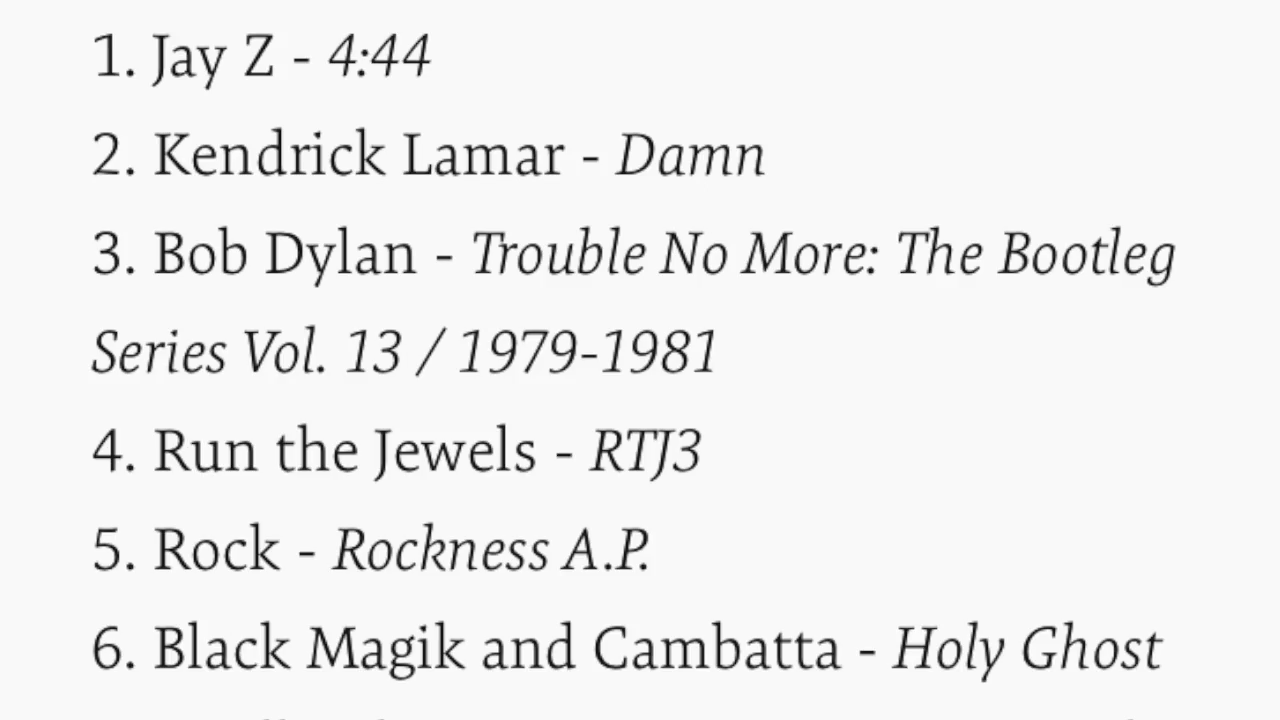 1. Jay Z - 4:44
2. Kendrick Lamar - Damn
3. Bob Dylan - Trouble No More: The Bootleg
Series Vol. 13 / 1979-1981
4. Run the Jewels - RTJ3
5. Rock - Rockness A.P.
6. Black Magik and Cambatta - Holy Ghost